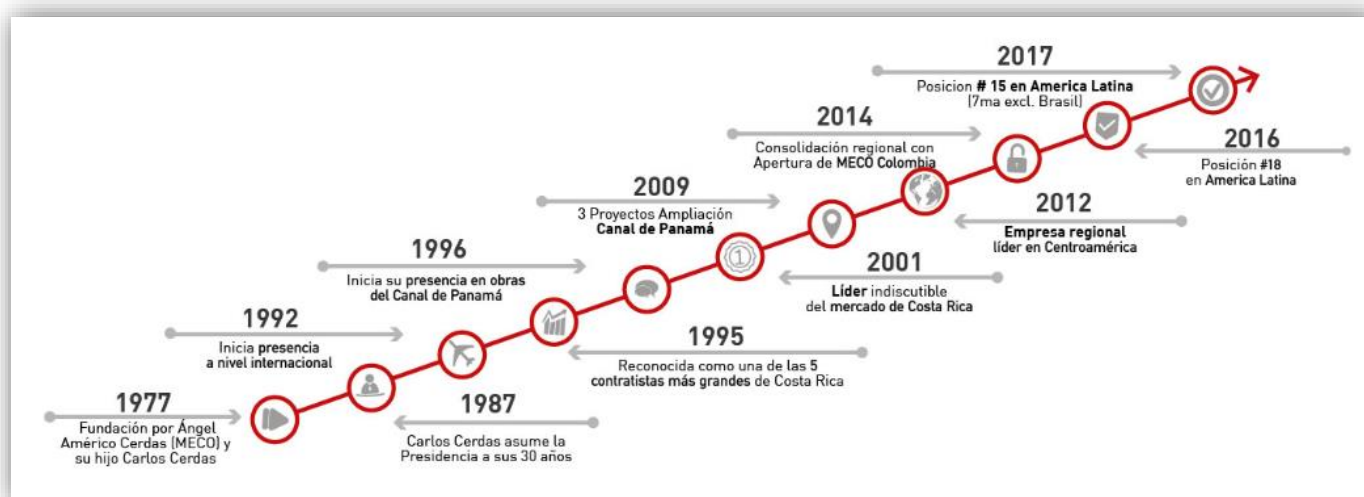 1977
Fundación por Ángel
Américo Cerdas (MECO) y
su hijo Carlos Cerdas
1987
Carlos Cerdas asume la
Presidencia a sus 30 años
1992
Inicia presencia
a nivel internacional
1995
Reconocida como una de las 5
contratistas más grandes de Costa Rica
1996
Inicia su presencia en obras
del Canal de Panamá
2001
Líder indiscutible
del mercado de Costa Rica
2009
3 Proyectos Ampliación
Canal de Panamá
1
2012
Empresa regional
líder en Centroamérica
2014
Consolidación regional con
Apertura de MECO Colombia
2016
Posición #18
en America Latina
2017
Posicion # 15 en America Latina
(7ma excl. Brasil)